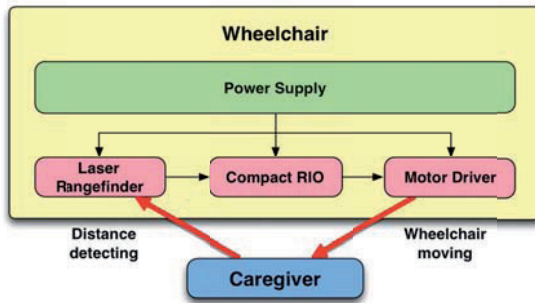 Wheelchair
Power Supply
Laser
Rangefinder
Compact RIO
Motor Driver
Distance
detecting
Wheelchair
moving
Caregiver